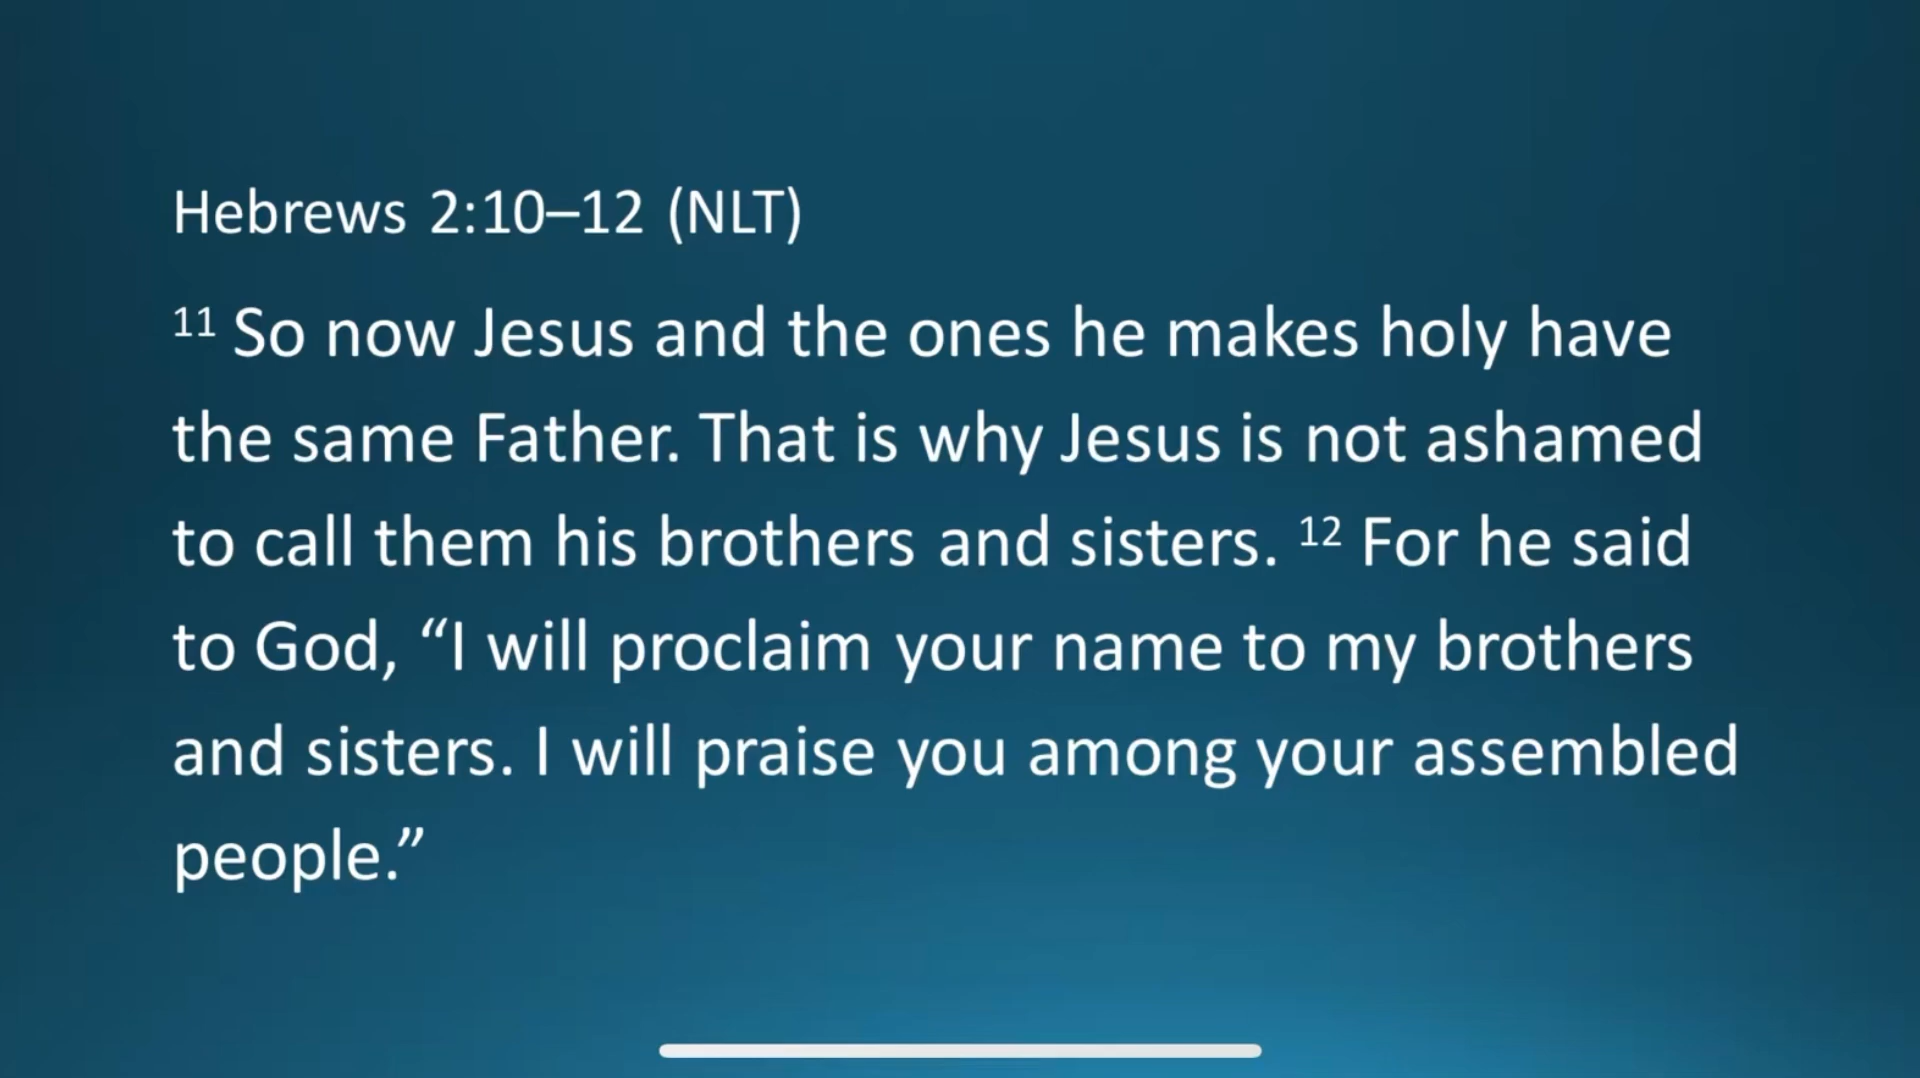 Hebrews 2:10–12 (NLT)
11 So now Jesus and the ones he makes holy have
the same Father. That is why Jesus is not ashamed
to call them his brothers and sisters. 12 For he said
to God, “I will proclaim your name to my brothers
and sisters. I will praise you among your assembled
people.”